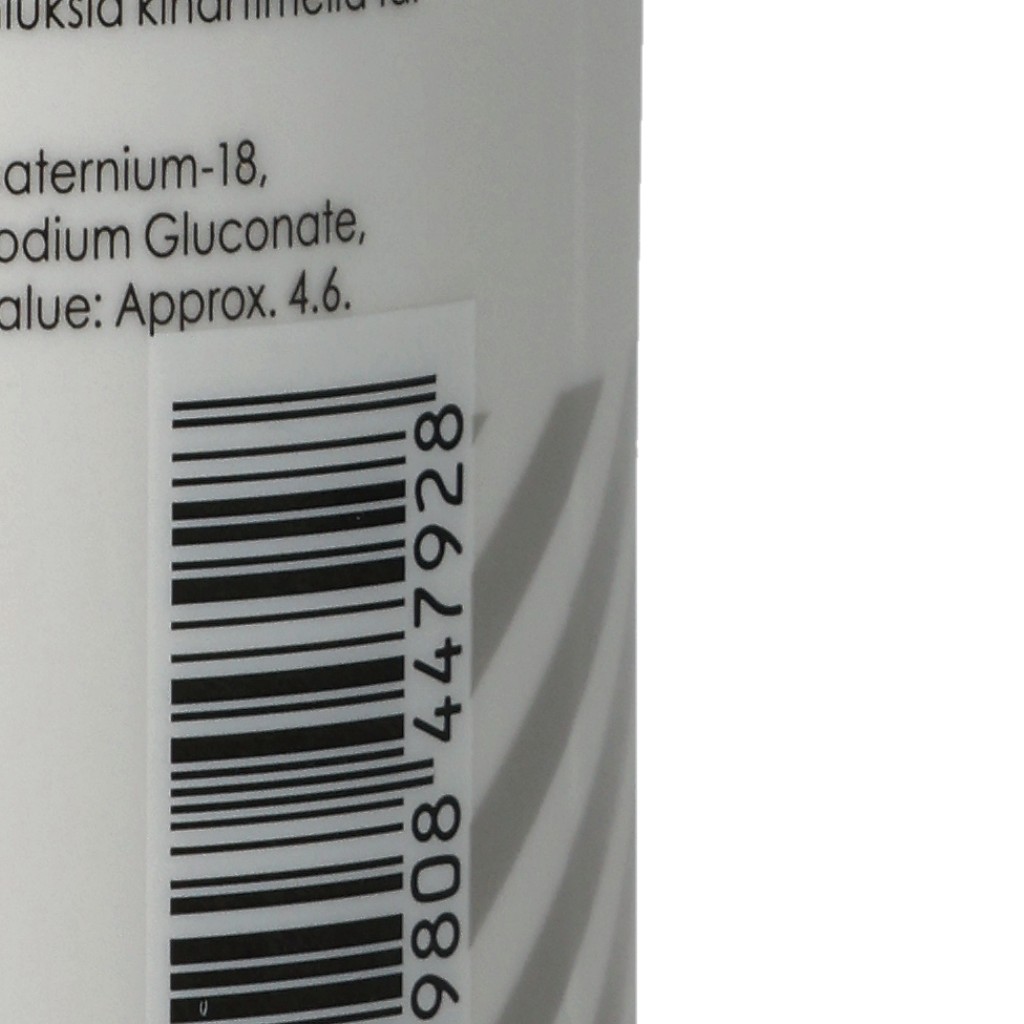 aternium-18,
odium Gluconate,
alue: Approx. 4.6.
9808 447928